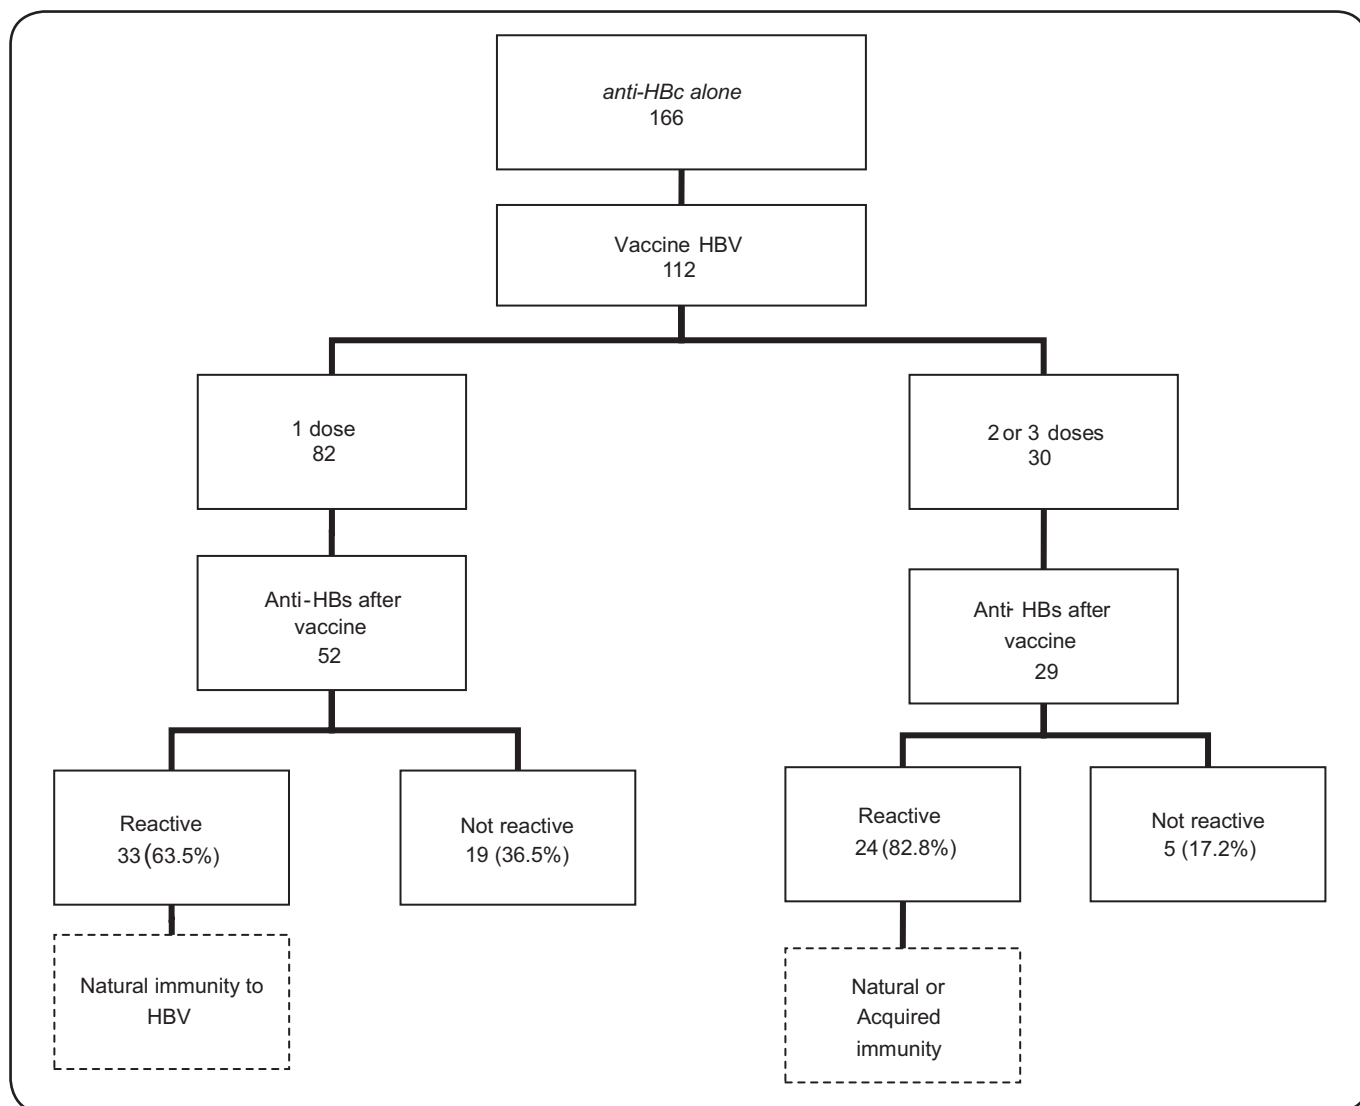 anti-HBc alone
166
Vaccine HBV
112
1 dose
82
2 or 3 doses
30
Anti-HBs after
vaccine
52
Anti- HBs after
vaccine
29
Reactive
33 (63.5%)
Not reactive
19 (36.5%)
Reactive
24 (82.8%)
Not reactive
5 (17.2%)
Natural immunity to
HBV
Natural or
Acquired
immunity